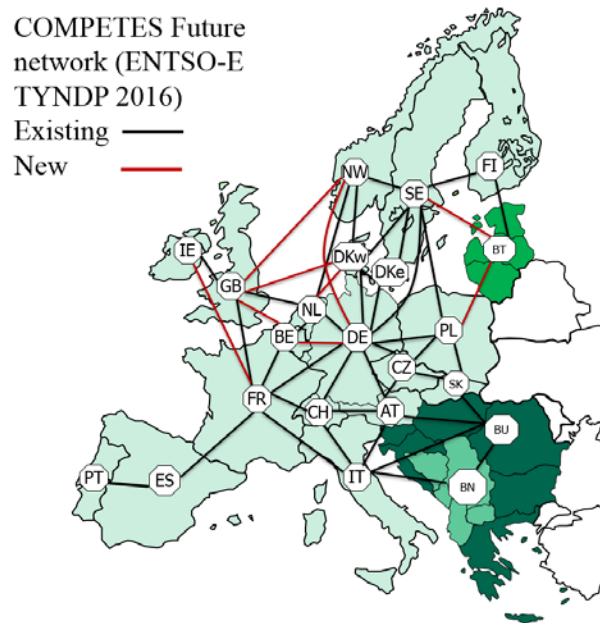 COMPETES Future
network (ENTSO-E
TYNDP 2016)
Existing
New
NW
SE
FI
IE
DKw
BT
DKe
GB
NL
BE
DE
PL
CZ
SK
FR
CH
AT
BU
PT
ES
IT
BN